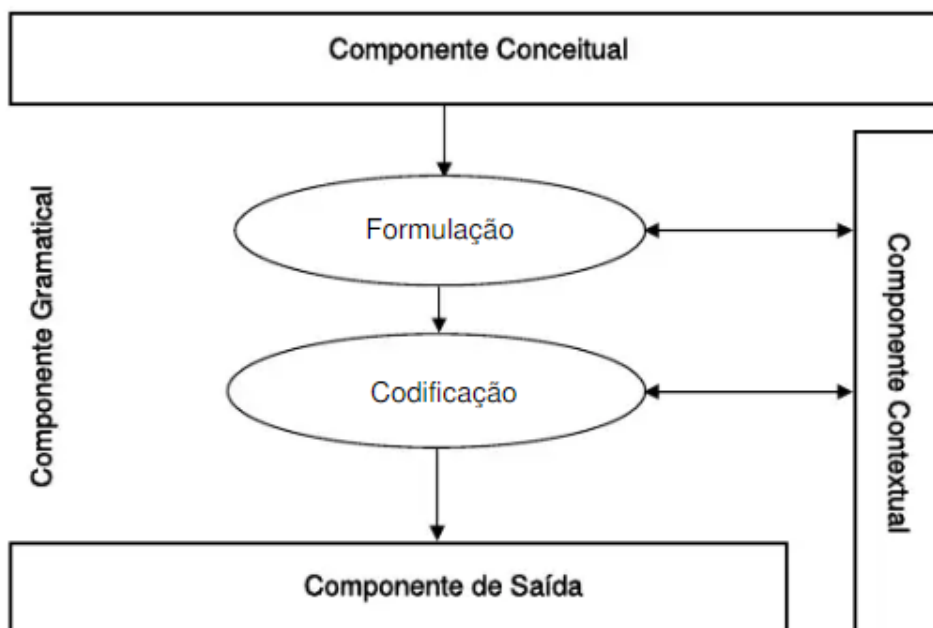 Componente Conceitual
Componente Gramatical
Formulação
Codificação
Componente Contextual
Componente de Saída